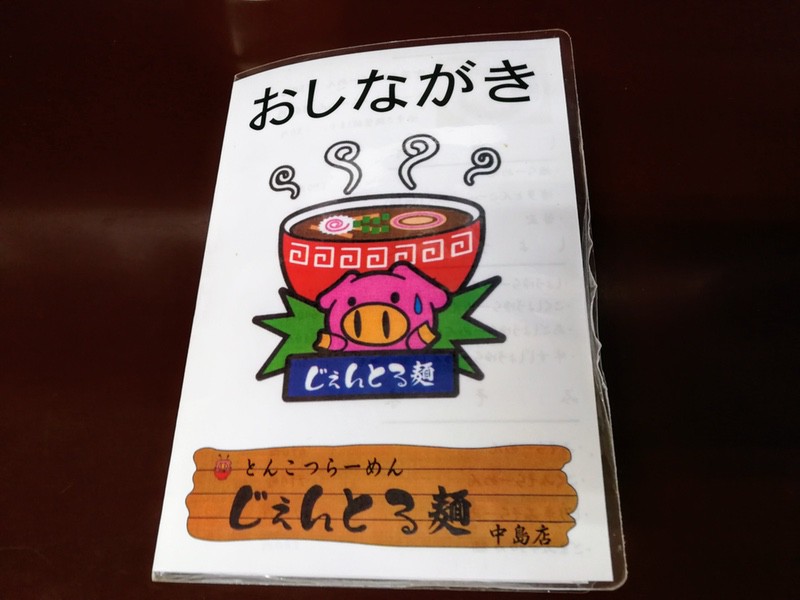 おしながき
じぇんとる麺
とんこつらーめん
じぇんとる麺
中島店